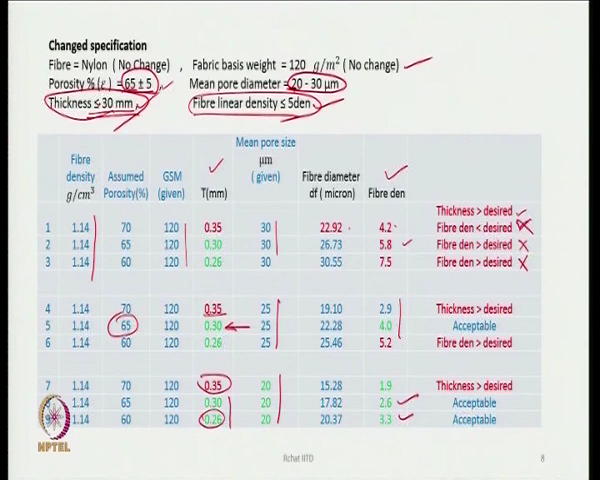 Changed specification
Fibre = Nylon ( No Change) , Fabric basis weight = 120 g/m² ( No change)
Porosity % (ε) = 65 ± 5 , Mean pore diameter = 20 - 30 µm
Thickness ≤ 30 mm , Fibre linear density ≤ 5den
Fibre density g/cm³ Assumed Porosity(%) GSM (given) T(mm) Mean pore size µm ( given) Fibre diameter df ( micron) Fibre den
Thickness > desired
1 1.14 70 120 0.35 30 22.92 4.2 Fibre den < desired
2 1.14 65 120 0.30 30 26.73 5.8 Fibre den > desired
3 1.14 60 120 0.26 30 30.55 7.5 Fibre den > desired
4 1.14 70 120 0.35 25 19.10 2.9 Thickness > desired
5 1.14 65 120 0.30 25 22.28 4.0 Acceptable
6 1.14 60 120 0.26 25 25.46 5.2 Fibre den > desired
7 1.14 70 120 0.35 20 15.28 1.9 Thickness > desired
1.14 65 120 0.30 20 17.82 2.6 Acceptable
9 1.14 60 120 0.26 20 20.37 3.3 Acceptable
NPTEL
Rchat IITD
8